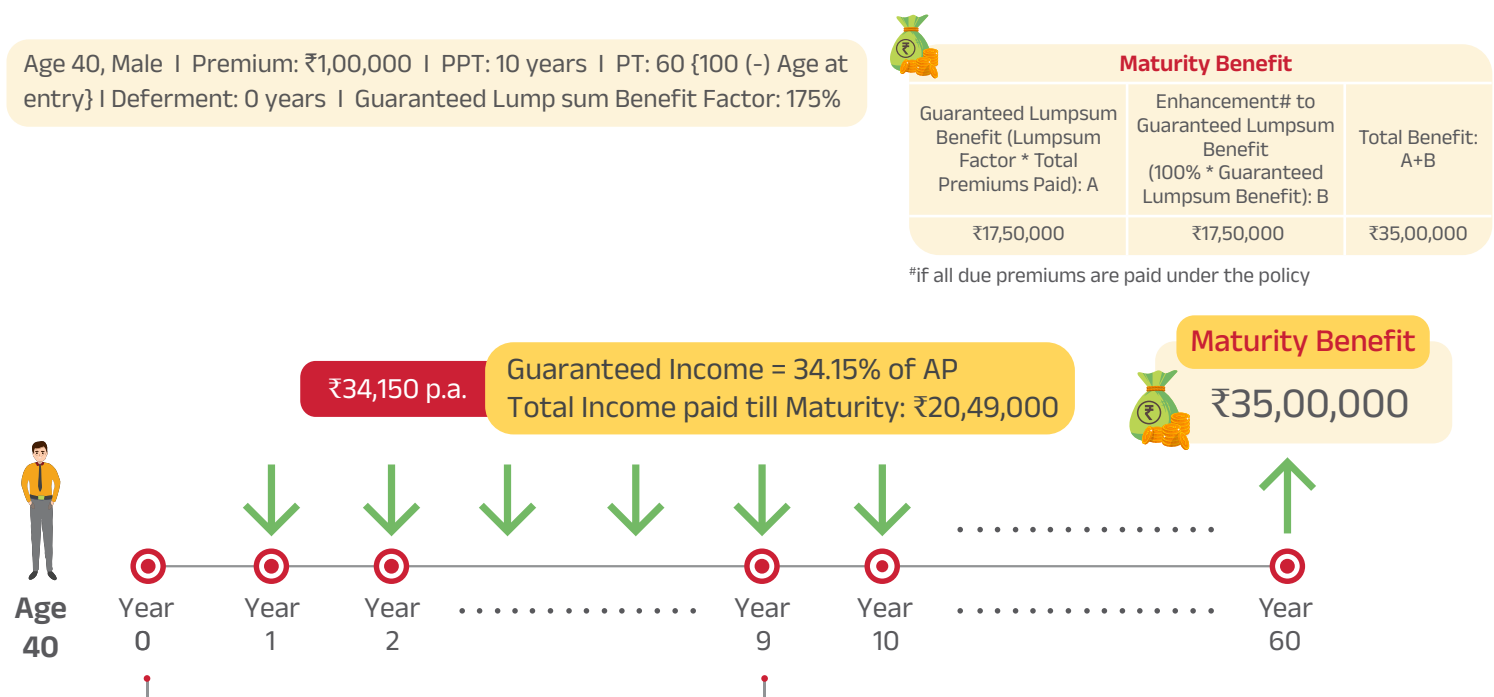 Age 40, Male I Premium: ₹1,00,000 I PPT: 10 years I PT: 60 {100 (-) Age at
entry} I Deferment: 0 years I Guaranteed Lump sum Benefit Factor: 175%
₹
Maturity Benefit
Guaranteed Lumpsum
Benefit (Lumpsum
Factor * Total
Premiums Paid): A
Enhancement# to
Guaranteed Lumpsum
Benefit
(100% * Guaranteed
Lumpsum Benefit): B
Total Benefit:
A+B
₹17,50,000
₹17,50,000
₹35,00,000
#if all due premiums are paid under the policy
₹34,150 p.a.
Guaranteed Income = 34.15% of AP
Total Income paid till Maturity: ₹20,49,000
Maturity Benefit
₹
₹35,00,000
Age
40
Year
0
Year
1
Year
2
Year
9
Year
10
Year
60